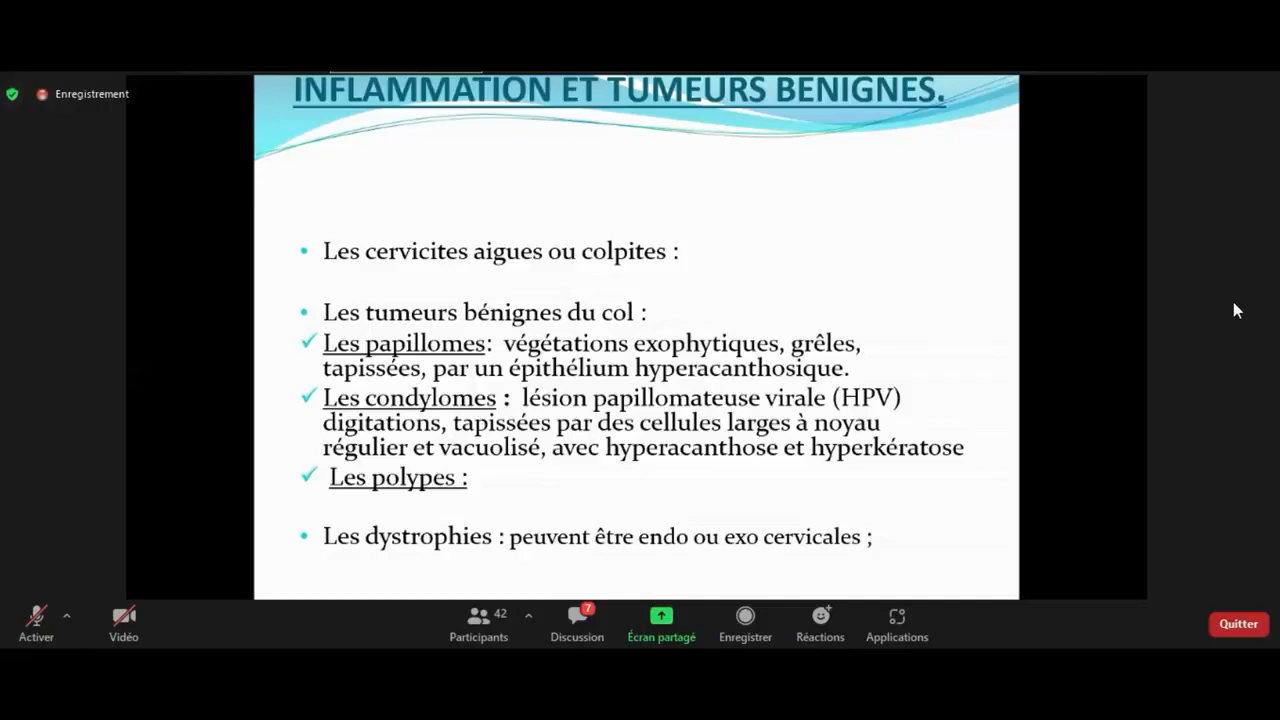 Enregistrement
INFLAMMATION ET TUMEURS BENIGNES.
Les cervicites aigues ou colpites :
Les tumeurs bénignes du col :
Les papillomes: végétations exophytiques, grêles,
tapissées, par un épithélium hyperacanthosique.
Les condylomes : lésion papillomateuse virale (HPV)
digitations, tapissées par des cellules larges à noyau
régulier et vacuolisé, avec hyperacanthose et hyperkératose
Les polypes :
Les dystrophies : peuvent être endo ou exo cervicales ;
Activer
Vidéo
42
Participants
7
Discussion
Écran partagé
Enregistrer
Réactions
Applications
Quitter